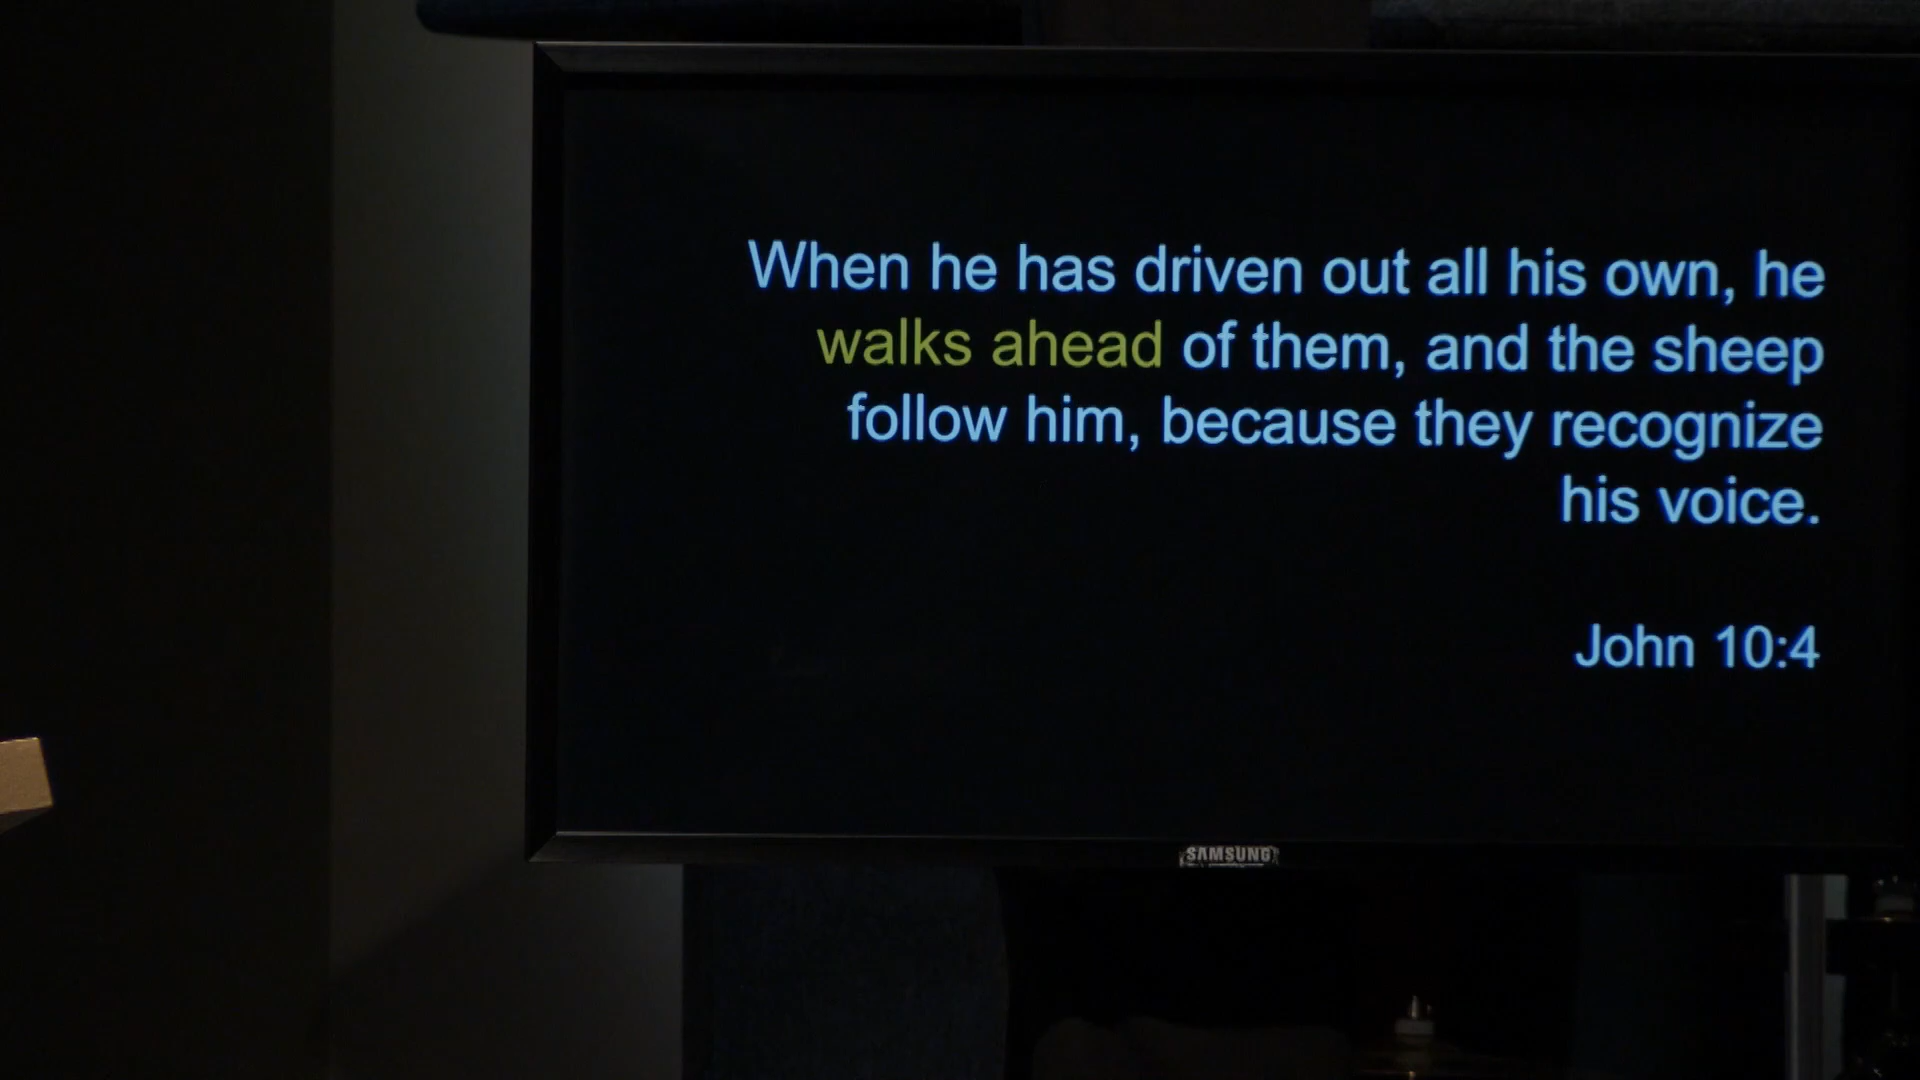 When he has driven out all his own, he
walks ahead of them, and the sheep
follow him, because they recognize
his voice.
John 10:4
SAMSUNG